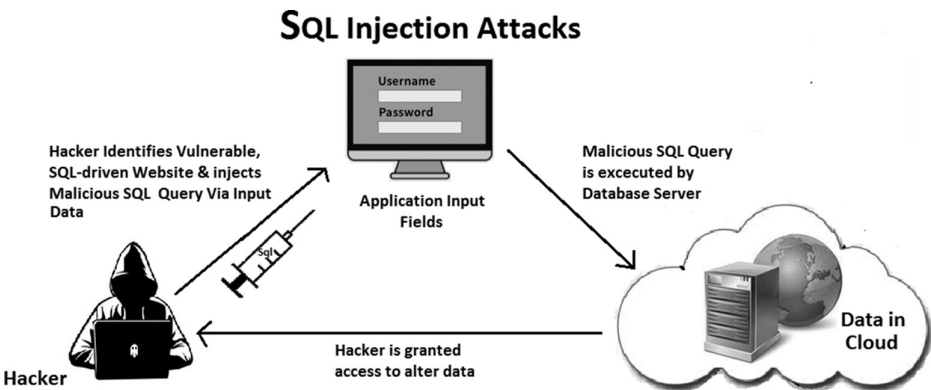 SQL Injection Attacks
Username
Password
Hacker Identifies Vulnerable,
SQL-driven Website & injects
Malicious SQL Query Via Input
Data
Application Input
Fields
Malicious SQL Query
is excecuted by
Database Server
Sql
Data in
Cloud
Hacker is granted
access to alter data
Hacker